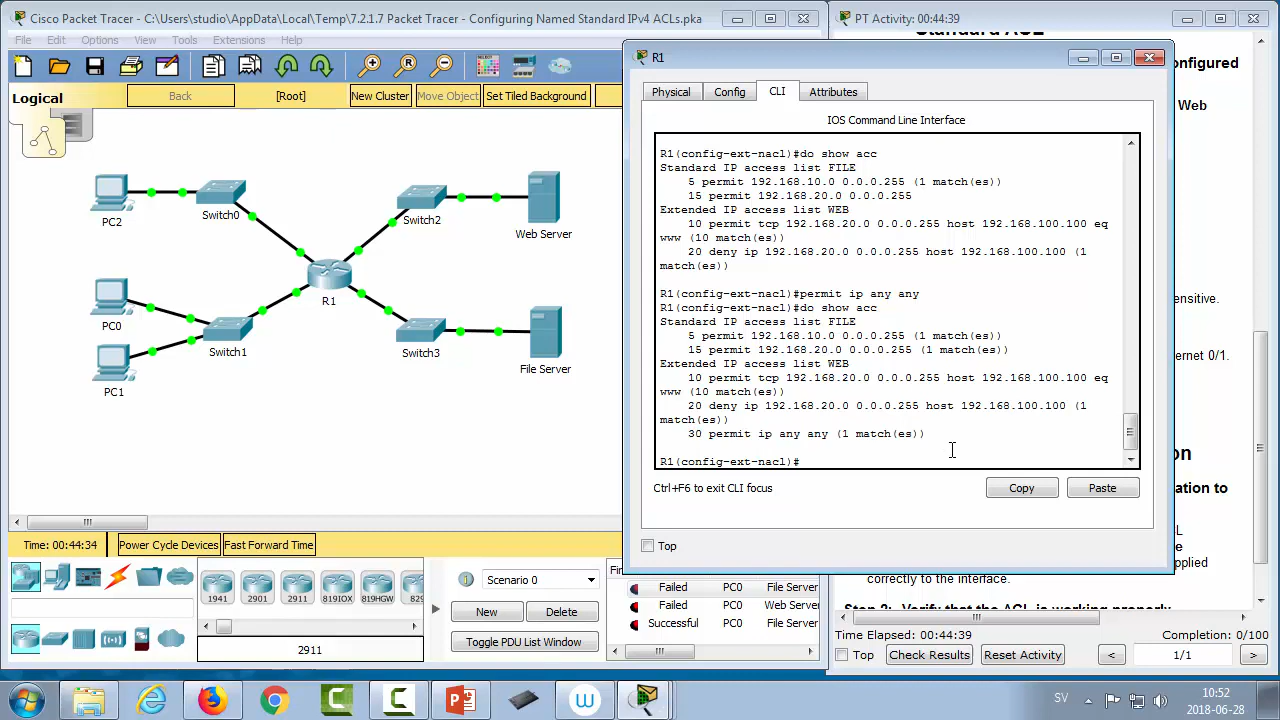 Cisco Packet Tracer - C:\Users\studio\AppData\Local\Temp\7.2.1.7 Packet Tracer - Configuring Named Standard IPv4 ACLs.pka
File Edit Options View Tools Extensions Help
Logical
Back
[Root]
New Cluster
Move Object
Set Tiled Background
PC2
Switch0
Switch2
Web Server
R1
PC0
PC1
Switch1
Switch3
File Server
Time: 00:44:34
Power Cycle Devices
Fast Forward Time
1941
2901
2911
819IOX
819HGW
829
2911
Scenario 0
New
Delete
Toggle PDU List Window
Failed PC0 File Server
Failed PC0 Web Server
Successful PC0 File Server
R1
Physical
Config
CLI
Attributes
IOS Command Line Interface
R1(config-ext-nacl)#do show acc
Standard IP access list FILE
5 permit 192.168.10.0 0.0.0.255 (1 match(es))
15 permit 192.168.20.0 0.0.0.255
Extended IP access list WEB
10 permit tcp 192.168.20.0 0.0.0.255 host 192.168.100.100 eq
www (10 match(es))
20 deny ip 192.168.20.0 0.0.0.255 host 192.168.100.100 (1
match(es))
R1(config-ext-nacl)#permit ip any any
R1(config-ext-nacl)#do show acc
Standard IP access list FILE
5 permit 192.168.10.0 0.0.0.255 (1 match(es))
15 permit 192.168.20.0 0.0.0.255 (1 match(es))
Extended IP access list WEB
10 permit tcp 192.168.20.0 0.0.0.255 host 192.168.100.100 eq
www (10 match(es))
20 deny ip 192.168.20.0 0.0.0.255 host 192.168.100.100 (1
match(es))
30 permit ip any any (1 match(es))
R1(config-ext-nacl)#
Ctrl+F6 to exit CLI focus
Copy
Paste
Top
PT Activity: 00:44:39
Standard ACL
onfigured
Web
ensitive.
ernet 0/1.
on
ation to
L
e
pplied
correctly to the interface.
Step 2: Verify that the ACL is working properly
Time Elapsed: 00:44:39
Completion: 0/100
Top
Check Results
Reset Activity
<
1/1
>
SV
10:52
2018-06-28